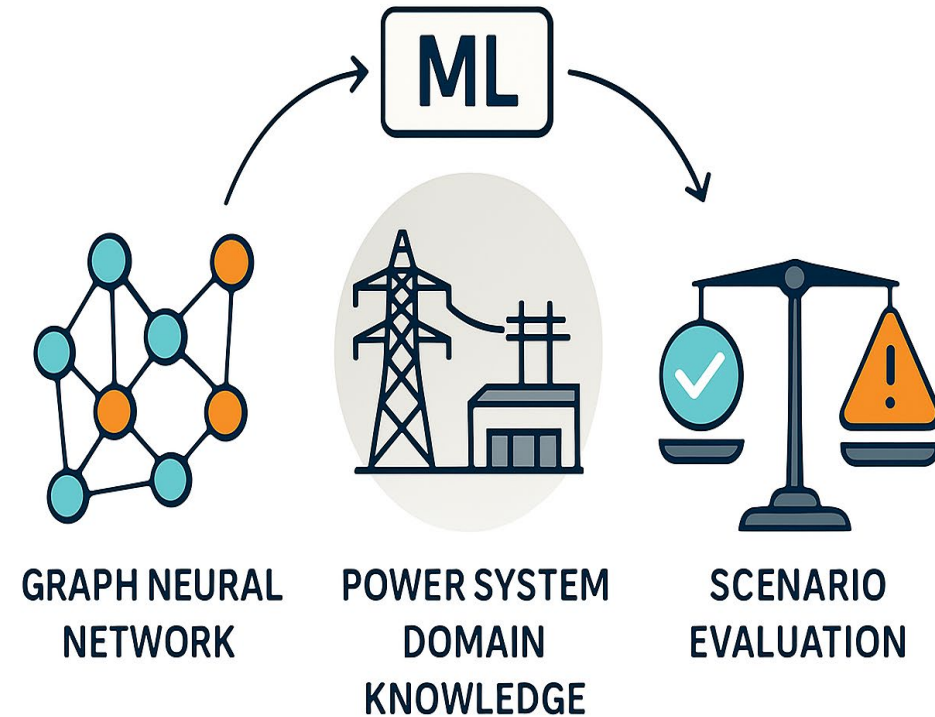 ML
GRAPH NEURAL
NETWORK
POWER SYSTEM
DOMAIN
KNOWLEDGE
SCENARIO
EVALUATION